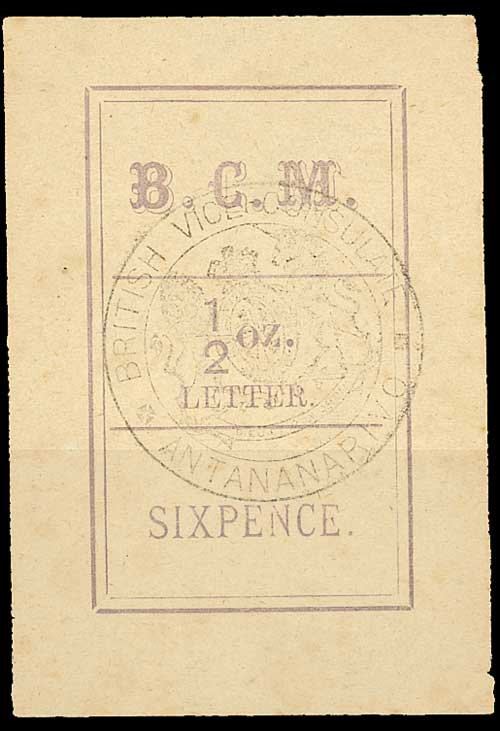 B.C.M.
BRITISH VICE-CONSULATE
1/2 oz.
LETTER.
ANTANANARIVO
SIXPENCE.